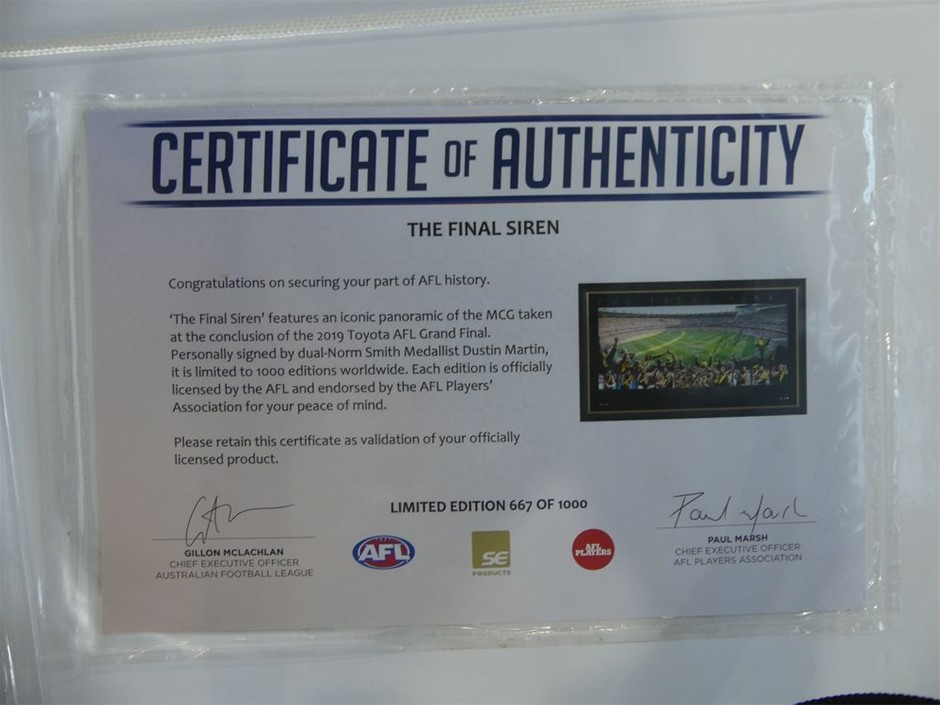 CERTIFICATE OF AUTHENTICITY
THE FINAL SIREN
Congratulations on securing your part of AFL history.
'The Final Siren' features an iconic panoramic of the MCG taken
at the conclusion of the 2019 Toyota AFL Grand Final.
Personally signed by dual-Norm Smith Medallist Dustin Martin,
it is limited to 1000 editions worldwide. Each edition is officially
licensed by the AFL and endorsed by the AFL Players'
Association for your peace of mind.
Please retain this certificate as validation of your officially
licensed product.
LIMITED EDITION 667 OF 1000
Paul Marsh
GILLON MCLACHLAN
CHIEF EXECUTIVE OFFICER
AUSTRALIAN FOOTBALL LEAGUE
AFL
SE
PRODUCTS
AFL
PLAYERS
PAUL MARSH
CHIEF EXECUTIVE OFFICER
AFL PLAYERS ASSOCIATION